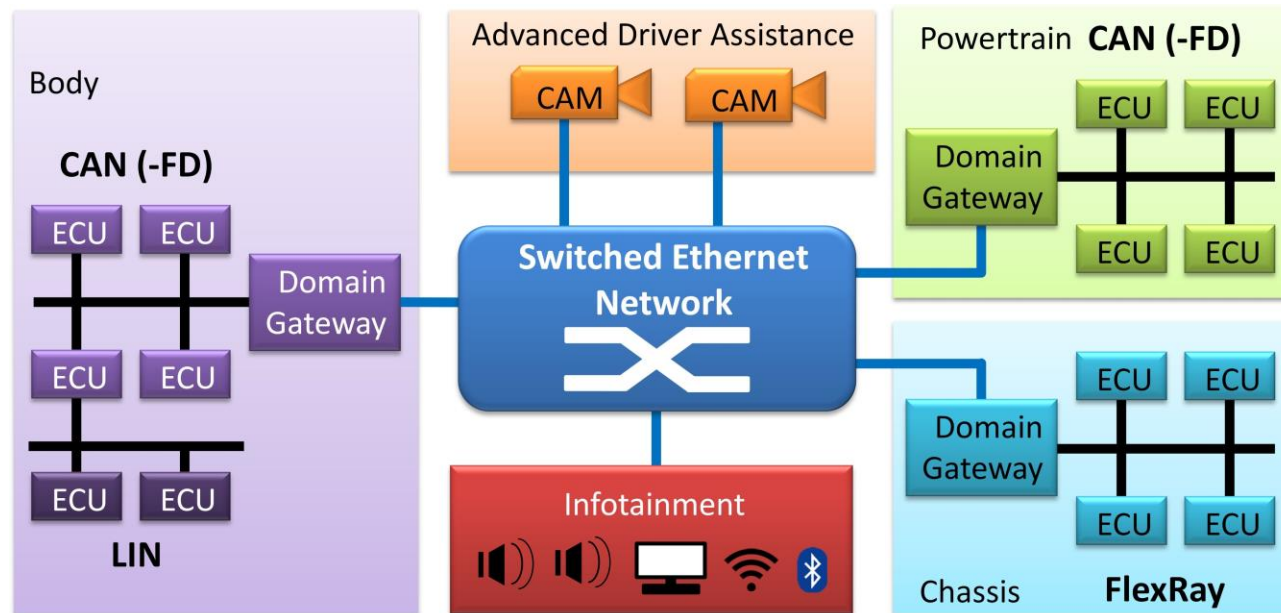 Body
CAN (-FD)
ECU
ECU
Domain
Gateway
ECU
ECU
ECU
ECU
LIN
Advanced Driver Assistance
CAM
CAM
Switched Ethernet
Network
Infotainment
Powertrain CAN (-FD)
ECU
ECU
Domain
Gateway
ECU
ECU
ECU
ECU
Domain
Gateway
ECU
ECU
Chassis FlexRay